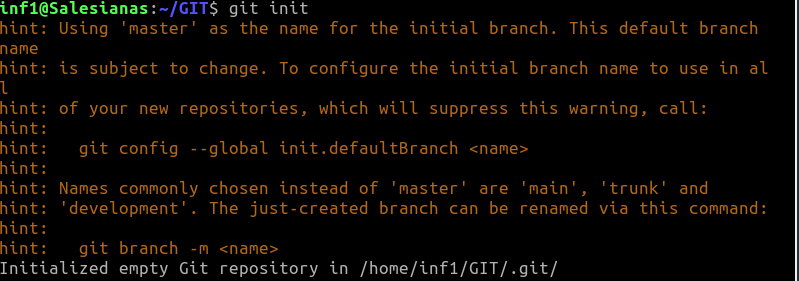 inf1@Salesianas:~/GIT$ git init
hint: Using 'master' as the name for the initial branch. This default branch
name
hint: is subject to change. To configure the initial branch name to use in al
l
hint: of your new repositories, which will suppress this warning, call:
hint:
hint:   git config --global init.defaultBranch <name>
hint:
hint: Names commonly chosen instead of 'master' are 'main', 'trunk' and
hint: 'development'. The just-created branch can be renamed via this command:
hint:
hint:   git branch -m <name>
Initialized empty Git repository in /home/inf1/GIT/.git/